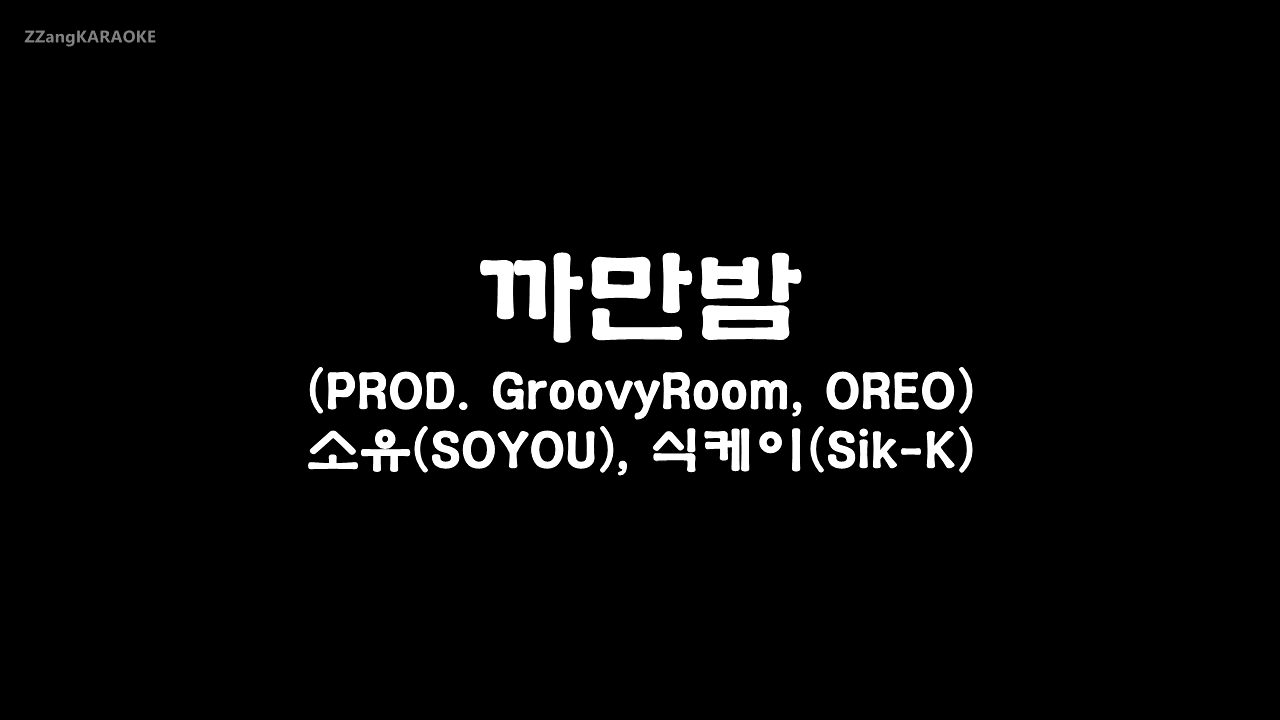 ZZangKARAOKE
까만밤
(PROD. GroovyRoom, OREO)
소유(SOYOU), 식케이(Sik-K)